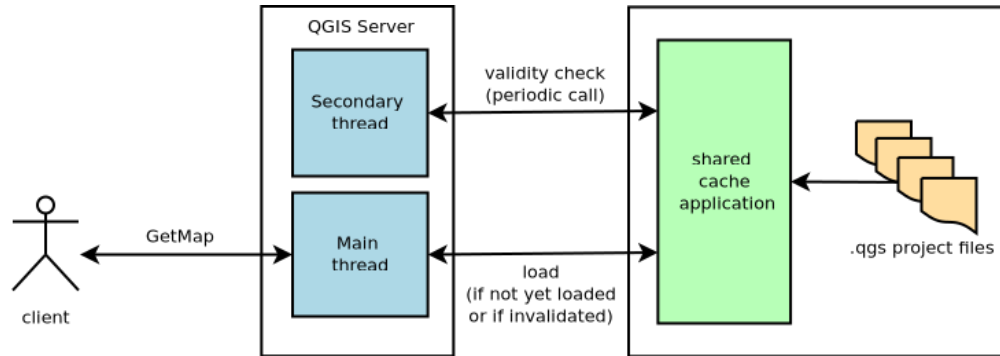 QGIS Server
Secondary
thread
validity check
(periodic call)
shared
cache
application
GetMap
Main
thread
.qgs project files
load
(if not yet loaded
or if invalidated)
client